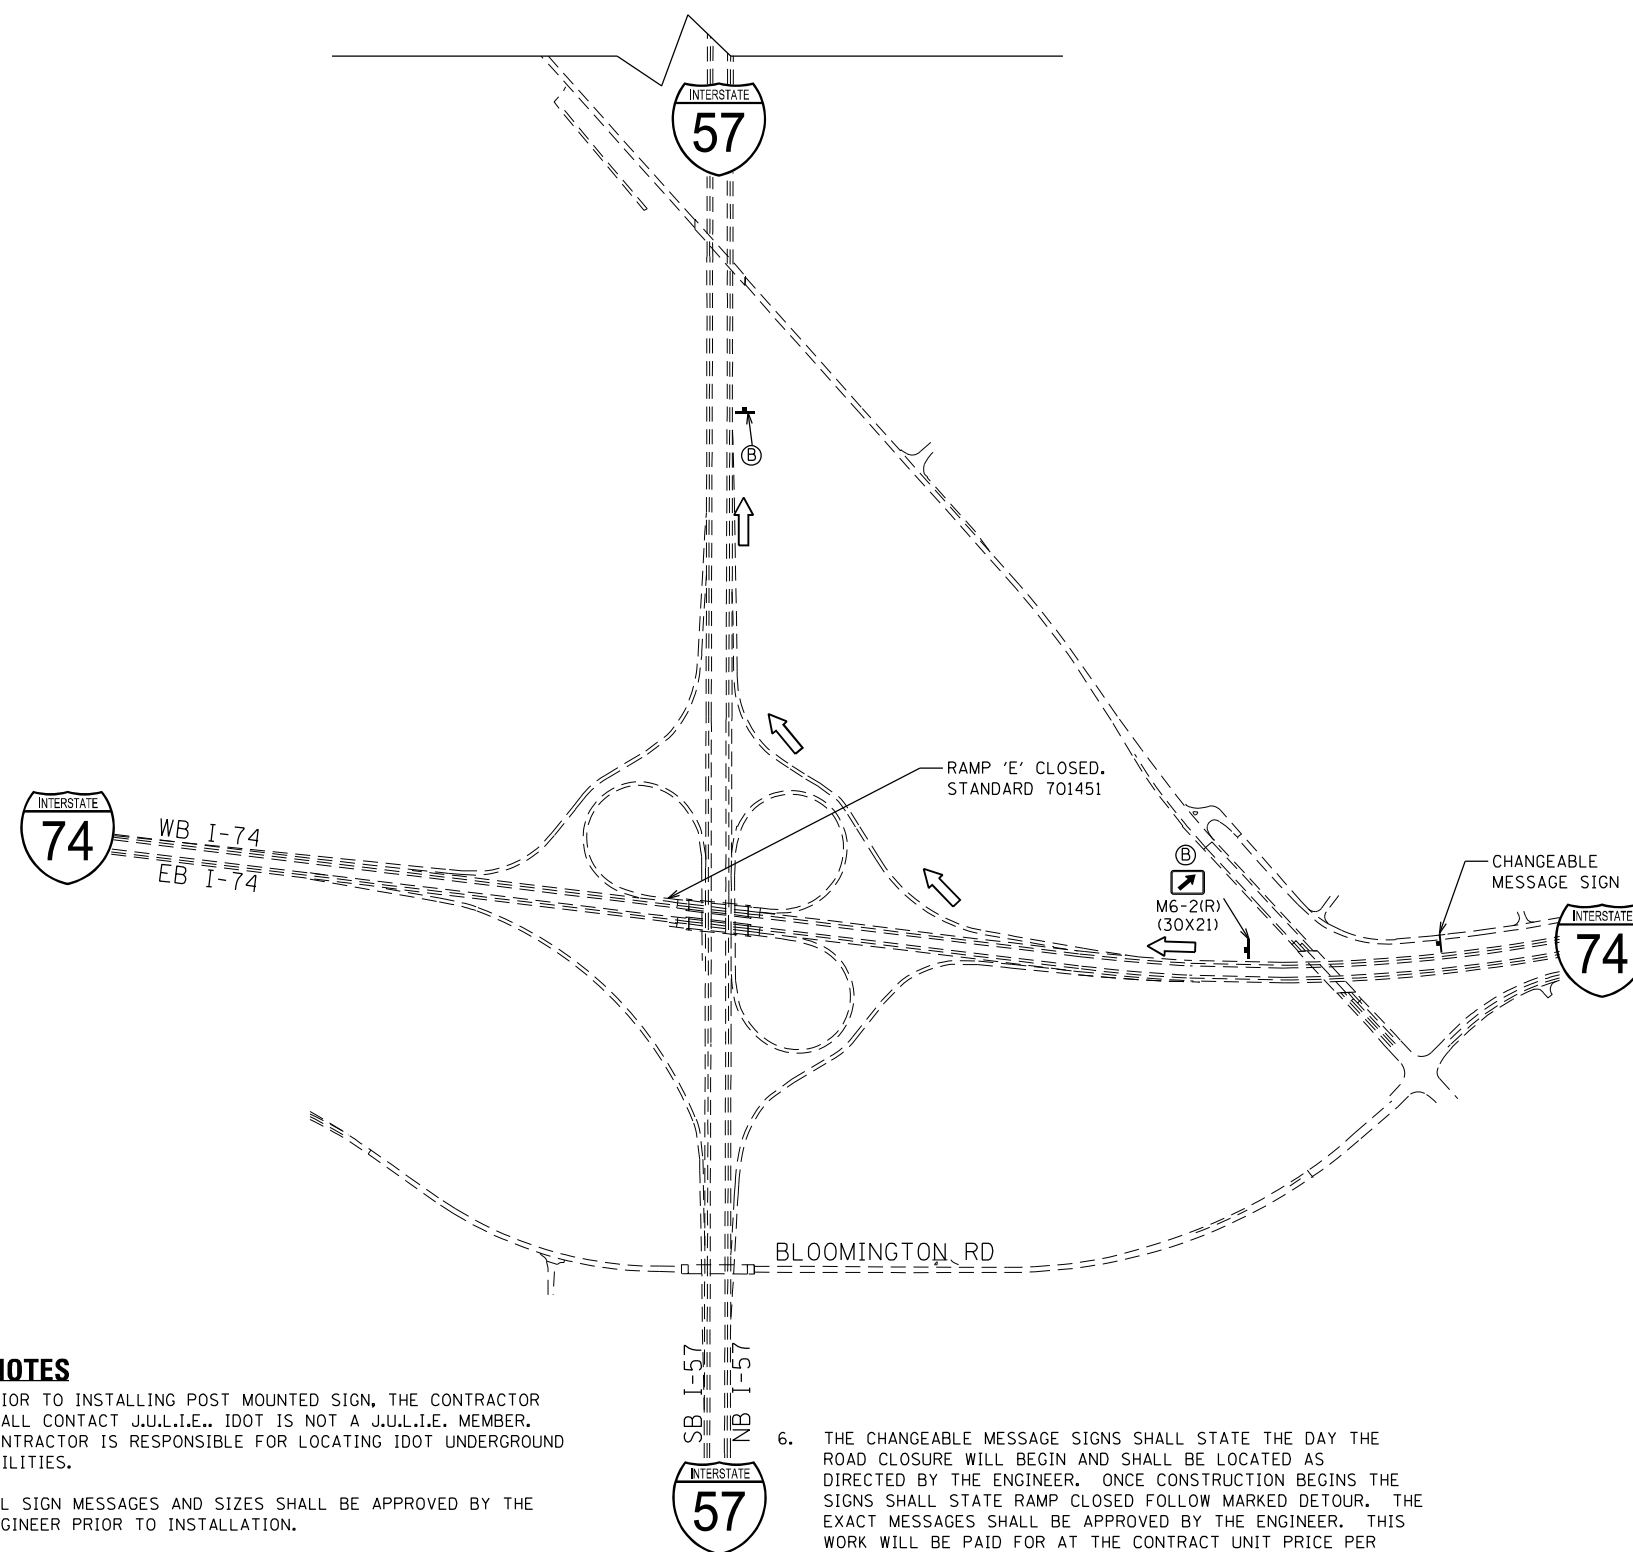 INTERSTATE
57
B
RAMP 'E' CLOSED.
STANDARD 701451
INTERSTATE
74
WB I-74
EB I-74
B
M6-2(R)
(30X21)
CHANGEABLE
MESSAGE SIGN
INTERSTATE
74
BLOOMINGTON RD
SB I-57
NB I-57
INTERSTATE
57
NOTES
IOR TO INSTALLING POST MOUNTED SIGN, THE CONTRACTOR
ALL CONTACT J.U.L.I.E.. IDOT IS NOT A J.U.L.I.E. MEMBER.
NTRACTOR IS RESPONSIBLE FOR LOCATING IDOT UNDERGROUND
ILITIES.
L SIGN MESSAGES AND SIZES SHALL BE APPROVED BY THE
GINEER PRIOR TO INSTALLATION.
6. THE CHANGEABLE MESSAGE SIGNS SHALL STATE THE DAY THE
ROAD CLOSURE WILL BEGIN AND SHALL BE LOCATED AS
DIRECTED BY THE ENGINEER. ONCE CONSTRUCTION BEGINS THE
SIGNS SHALL STATE RAMP CLOSED FOLLOW MARKED DETOUR. THE
EXACT MESSAGES SHALL BE APPROVED BY THE ENGINEER. THIS
WORK WILL BE PAID FOR AT THE CONTRACT UNIT PRICE PER